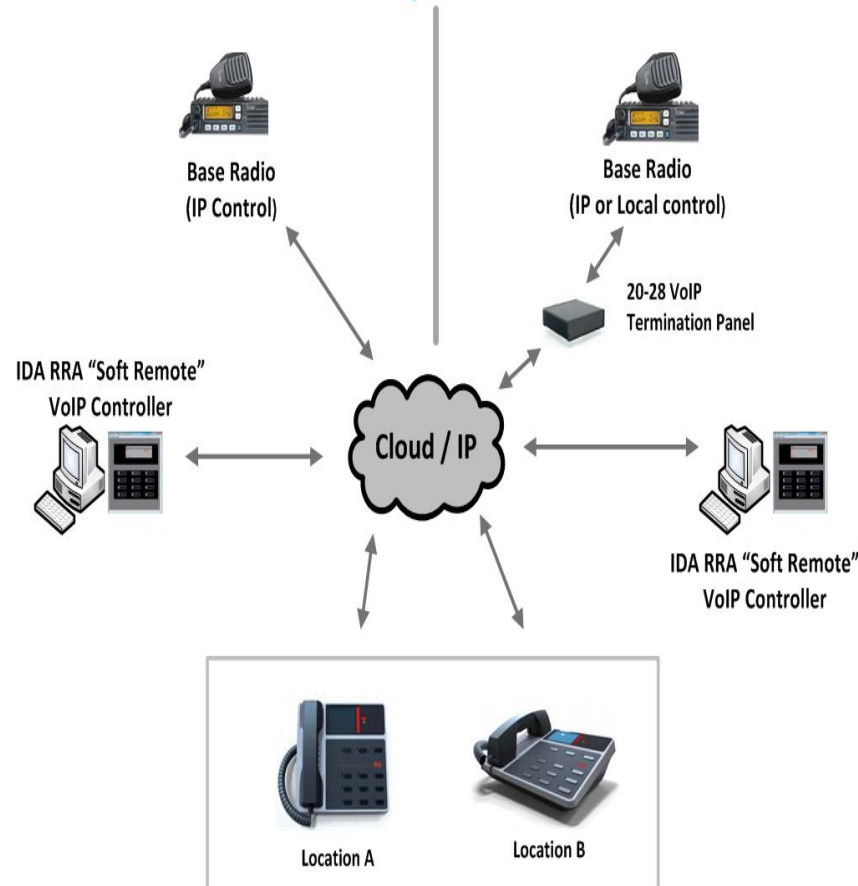 Base Radio
(IP Control)
Base Radio
(IP or Local control)
20-28 VoIP
Termination Panel
IDA RRA “Soft Remote”
VoIP Controller
Cloud / IP
IDA RRA “Soft Remote”
VoIP Controller
Location A
Location B